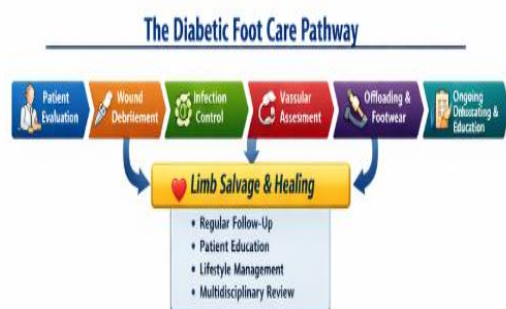 The Diabetic Foot Care Pathway
Patient
Evaluation
Wound
Debriiement
Infection
Control
Vassular
Assesment
Offloading &
Footwear
Ongoing
&
Education
Limb Salvage & Healing
• Regular Follow-Up
• Patient Education
• Lifestyle Management
• Multidisciplinary Review